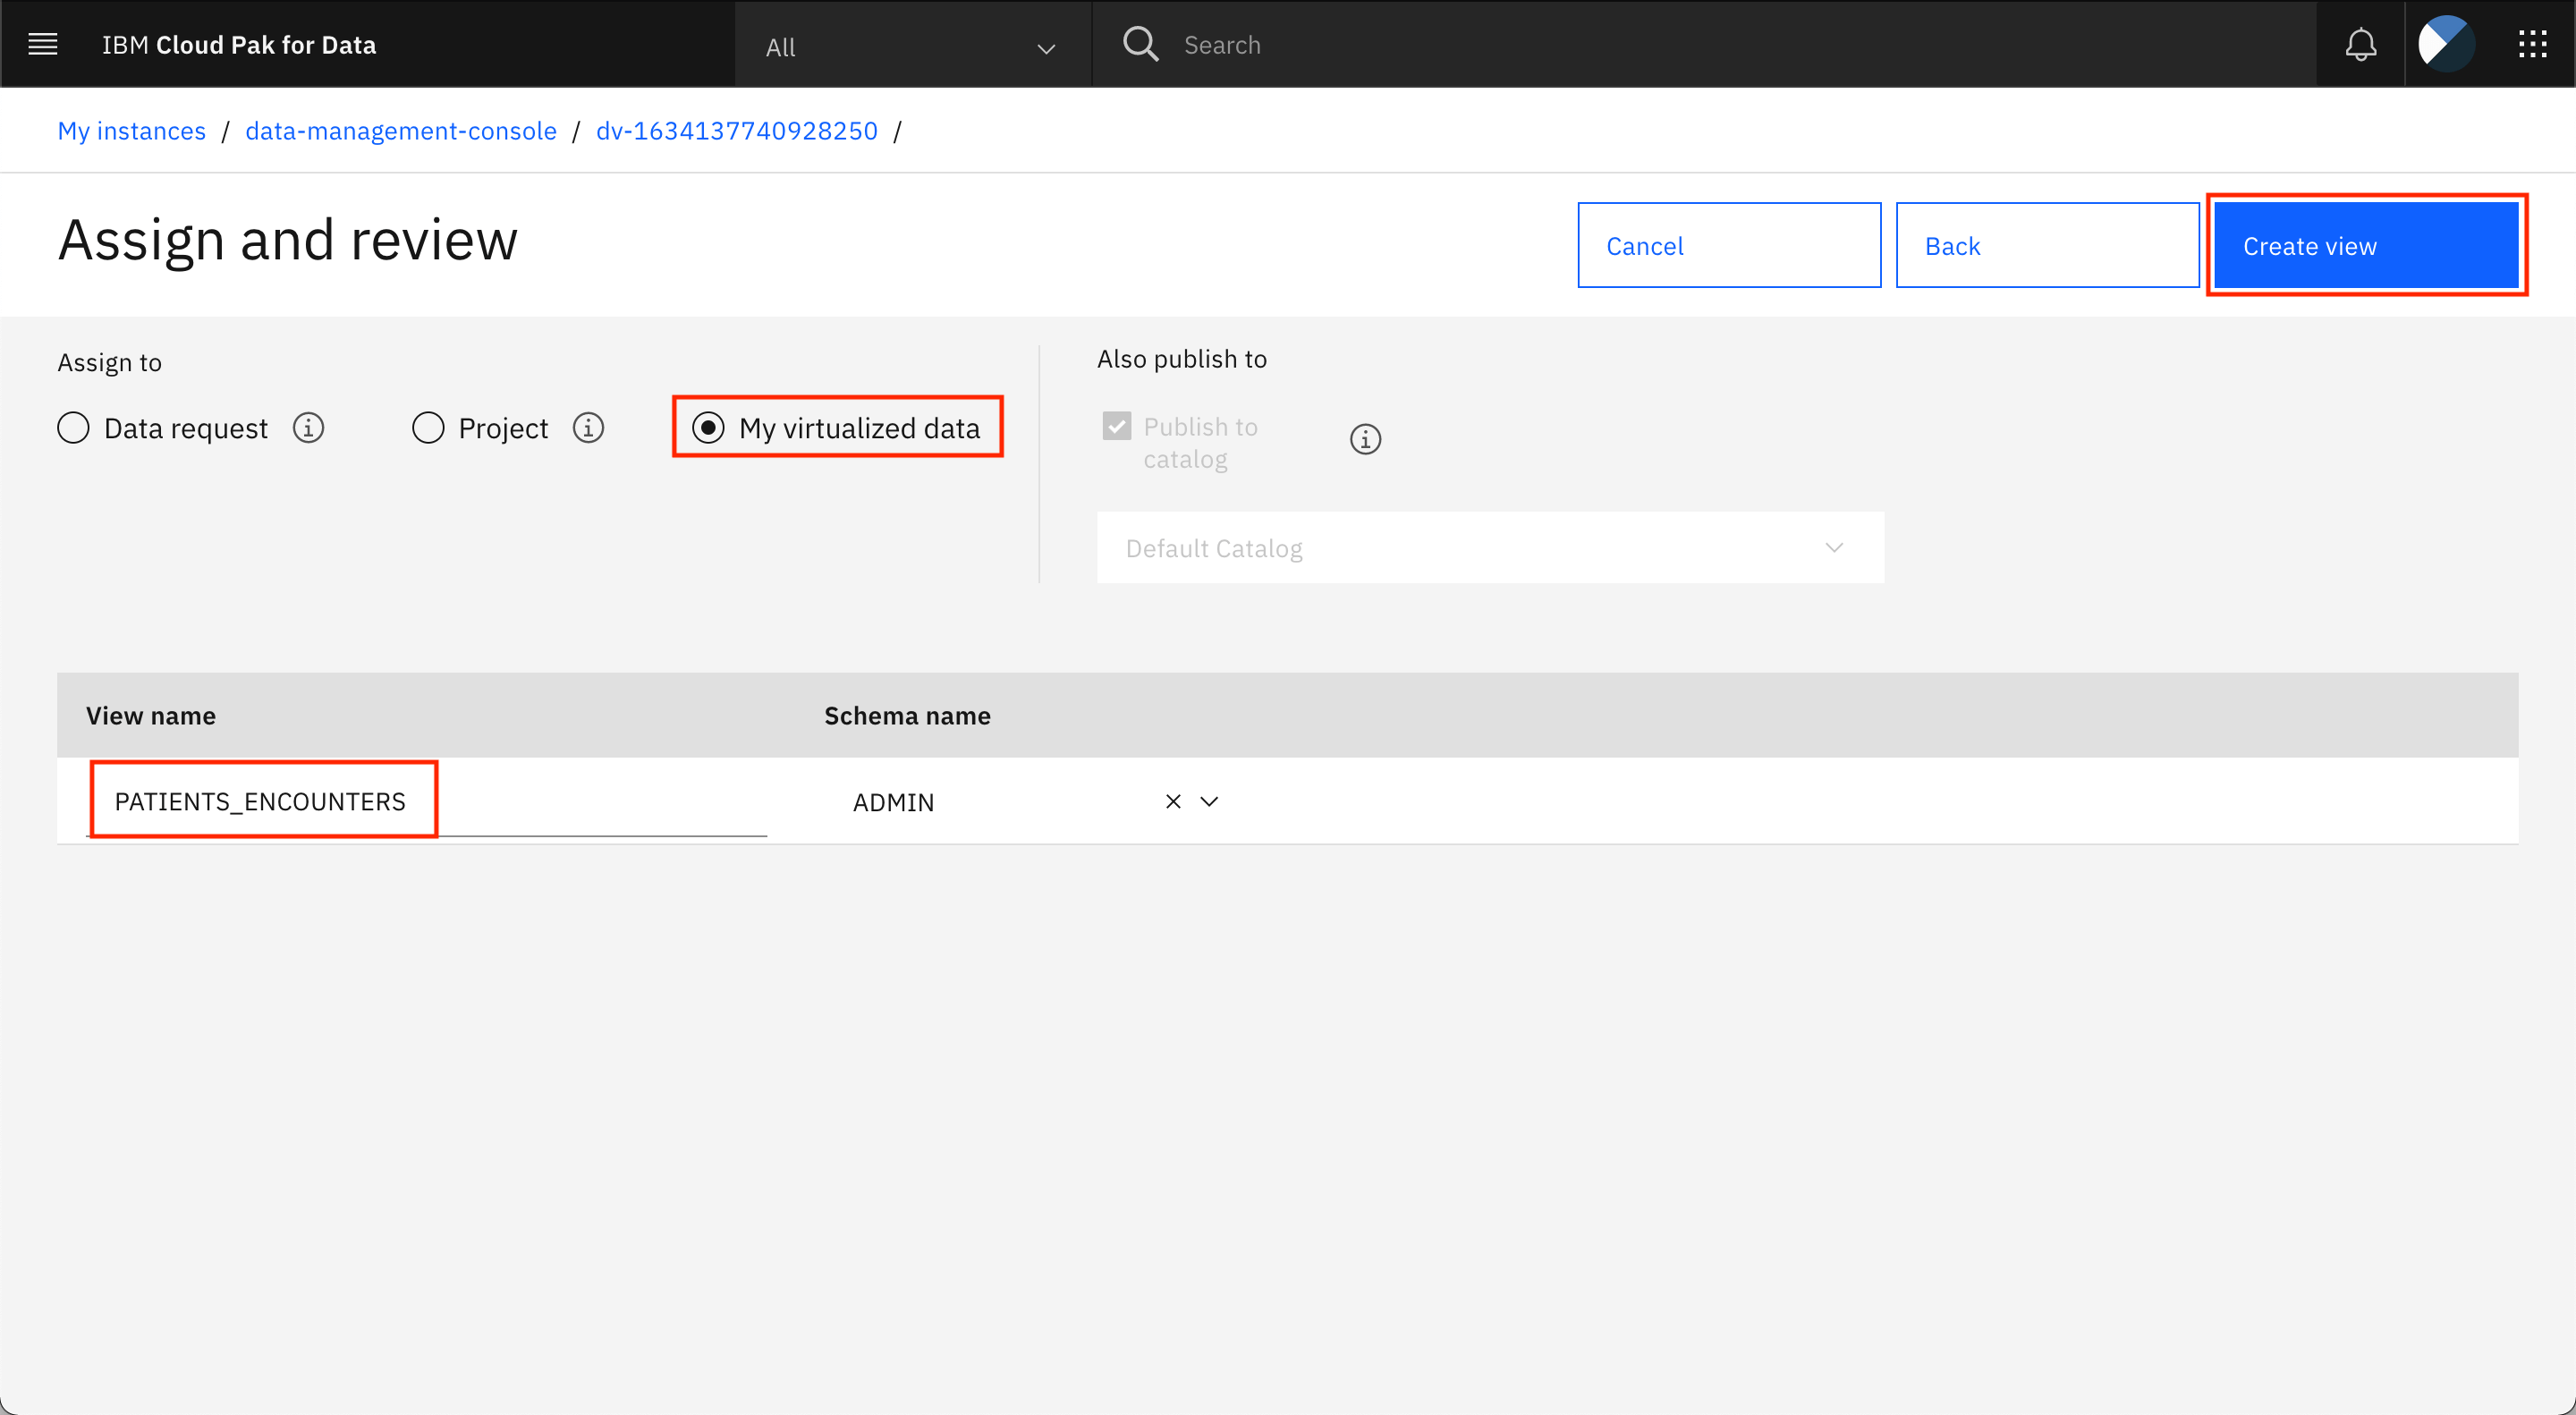 IBM Cloud Pak for Data
All
Search
My instances / data-management-console / dv-1634137740928250 /
Assign and review
Cancel
Back
Create view
Assign to
Data request
Project
My virtualized data
Also publish to
Publish to
catalog
Default Catalog
View name
Schema name
PATIENTS_ENCOUNTERS
ADMIN